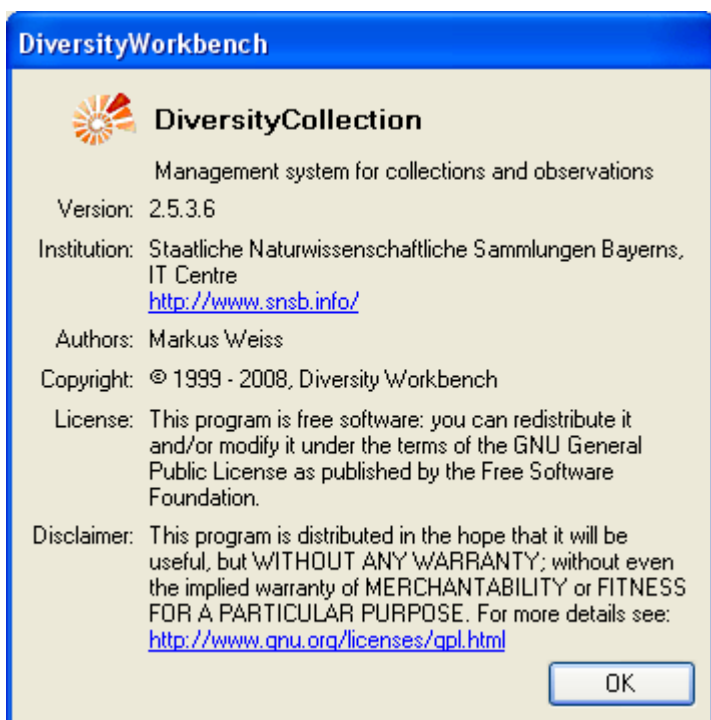 DiversityWorkbench
DiversityCollection
Management system for collections and observations
Version: 2.5.3.6
Institution: Staatliche Naturwissenschaftliche Sammlungen Bayerns,
IT Centre
http://www.snsb.info/
Authors: Markus Weiss
Copyright: © 1999 - 2008, Diversity Workbench
License: This program is free software: you can redistribute it
and/or modify it under the terms of the GNU General
Public License as published by the Free Software
Foundation.
Disclaimer: This program is distributed in the hope that it will be
useful, but WITHOUT ANY WARRANTY; without even
the implied warranty of MERCHANTABILITY or FITNESS
FOR A PARTICULAR PURPOSE. For more details see:
http://www.gnu.org/licenses/gpl.html
OK